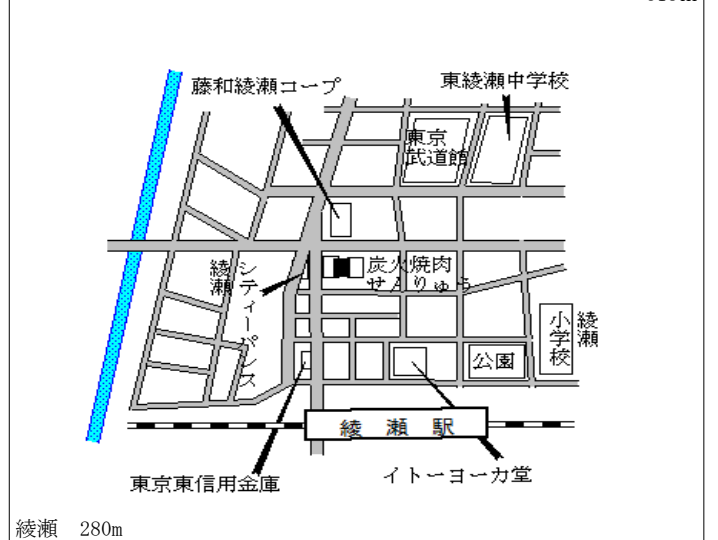 藤和綾瀬コープ
東綾瀬中学校
東京
武道館
綾瀬
シティーパレス
炭火焼肉
せんりゅう
綾瀬
小学校
公園
綾瀬駅
東京東信用金庫
イトーヨーカ堂
綾瀬 280m